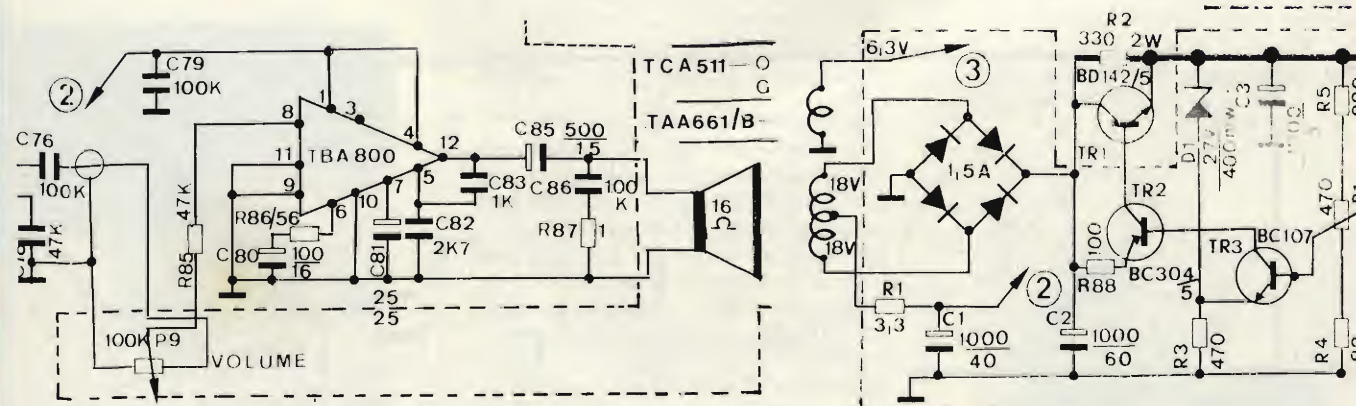 C79
100K
2
C76
100K
47K
47K
R85
8
1
3
4
12
11
TBA800
9
7
5
10
6
R86/56
C80
100
16
C81
25
25
C82
2K7
C83
1K
C85
500
15
C86
100
K
R87
1
16
Ω
100K P9
VOLUME
TCA511-O
G
TAA661/B-
6,3V
3
18V
18V
1,5A
R1
3,3
2
C1
1000
40
C2
1000
60
R2
330 2W
BD142/5
TR1
TR2
BC304
5
100
R88
D1
27V
400mW
C3
TR3
BC107
R3
470
R5
470
R4